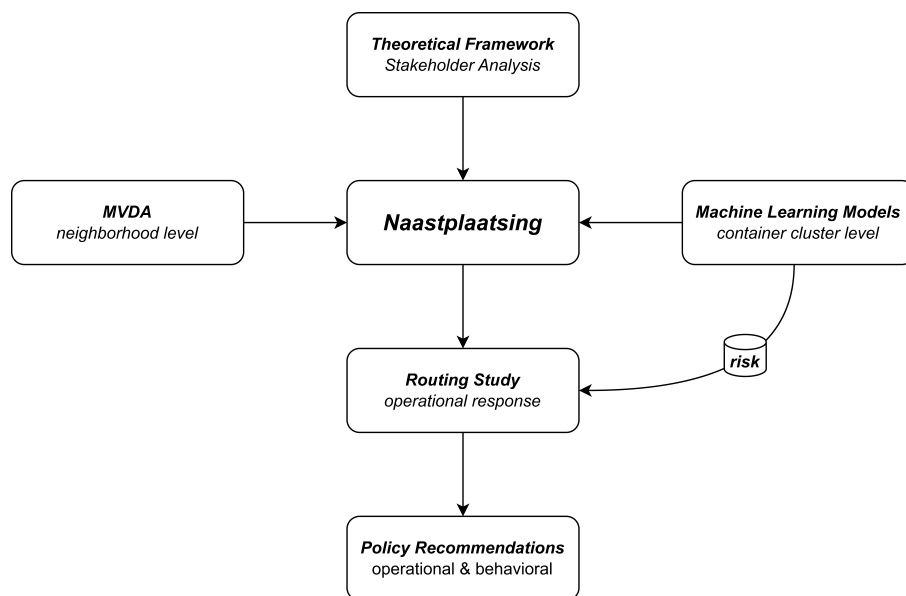 Theoretical Framework
Stakeholder Analysis
MVDA
neighborhood level
Naastplaatsing
Machine Learning Models
container cluster level
risk
Routing Study
operational response
Policy Recommendations
operational & behavioral